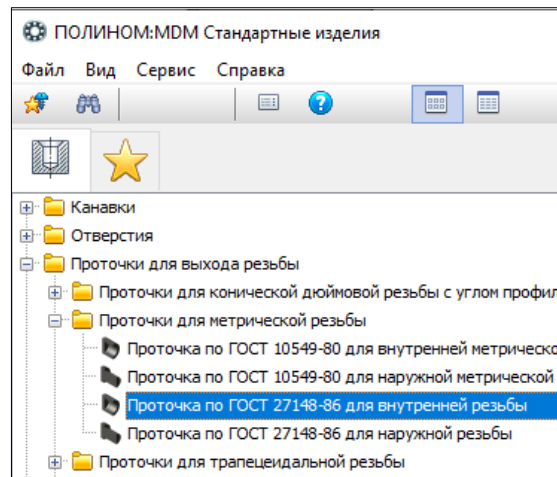 ПОЛИНОМ:MDM Стандартные изделия
Файл Вид Сервис Справка
Канавки
Отверстия
Проточки для выхода резьбы
Проточки для конической дюймовой резьбы с углом
Проточки для метрической резьбы
Проточка по ГОСТ 10549-80 для внутренней
Проточка по ГОСТ 10549-80 для наружной метрической
Проточка по ГОСТ 27148-86 для внутренней резьбы
Проточка по ГОСТ 27148-86 для наружной резьбы
Проточки для трапецеидальной резьбы